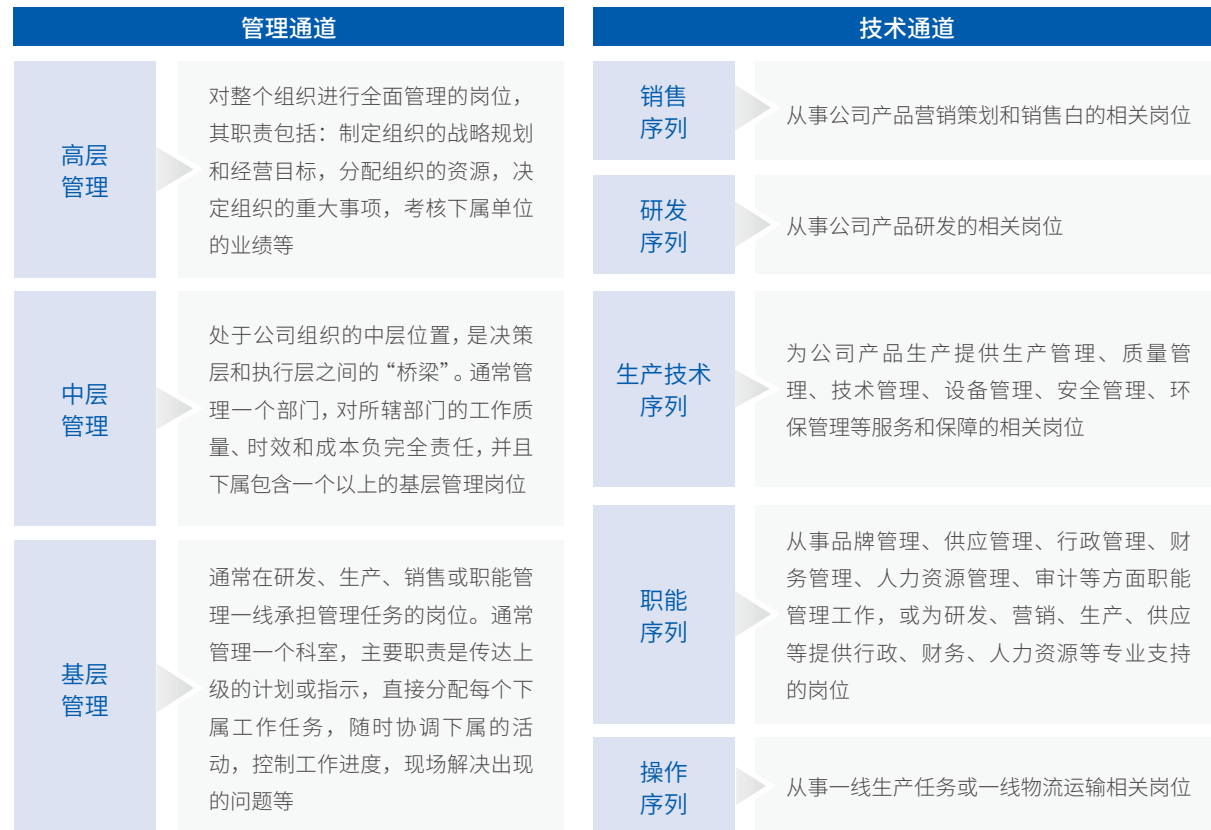 管理通道
高层
管理
对整个组织进行全面管理的岗位，
其职责包括：制定组织的战略规划
和经营目标，分配组织的资源，决
定组织的重大事项，考核下属单位
的业绩等
中层
管理
处于公司组织的中层位置，是决策
层和执行层之间的“桥梁”。通常管
理一个部门，对所辖部门的工作质
量、时效和成本负完全责任，并且
下属包含一个以上的基层管理岗位
基层
管理
通常在研发、生产、销售或职能管
理一线承担管理任务的岗位。通常
管理一个科室，主要职责是传达上
级的计划或指示，直接分配每个下
属工作任务，随时协调下属的活
动，控制工作进度，现场解决出现
的问题等
技术通道
销售
序列
从事公司产品营销策划和销售白的相关岗位
研发
序列
从事公司产品研发的相关岗位
生产技术
序列
为公司产品生产提供生产管理、质量管
理、技术管理、设备管理、安全管理、环
保管理等服务和保障的相关岗位
职能
序列
从事品牌管理、供应管理、行政管理、财
务管理、人力资源管理、审计等方面职能
管理工作，或为研发、营销、生产、供应
等提供行政、财务、人力资源等专业支持
的岗位
操作
序列
从事一线生产任务或一线物流运输相关岗位